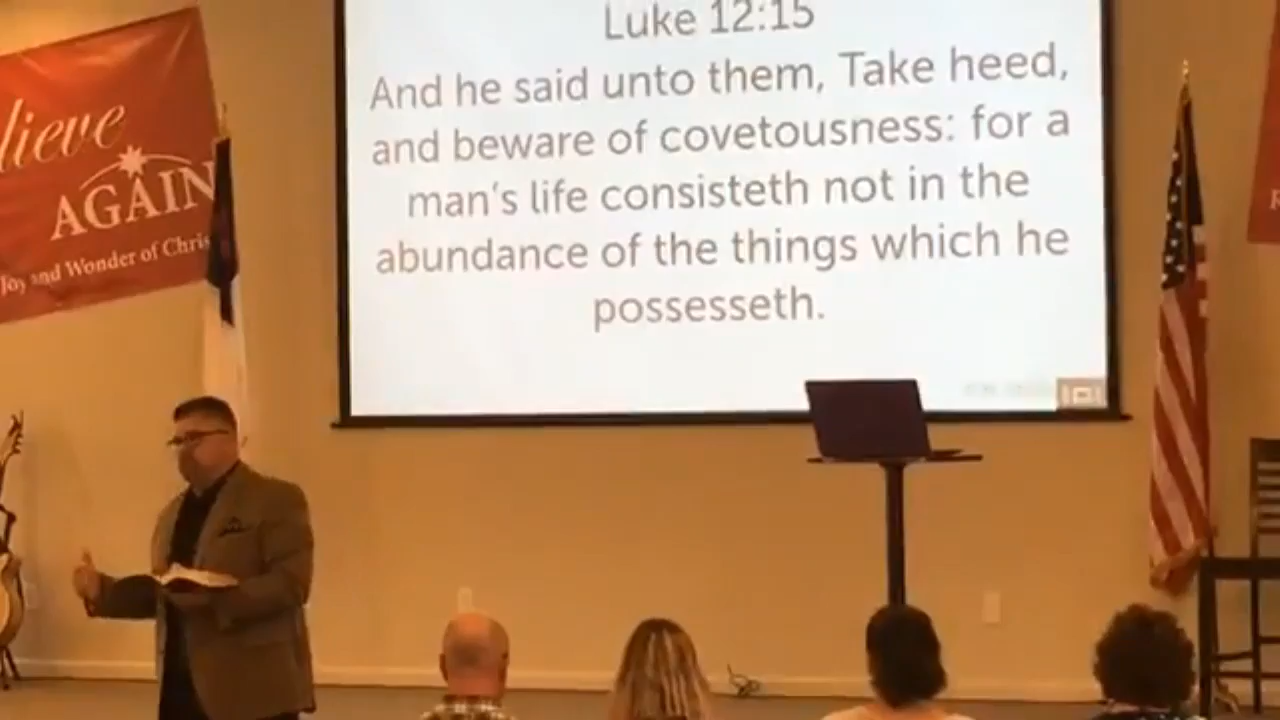 Luke 12:15
And he said unto them, Take heed,
and beware of covetousness: for a
man's life consisteth not in the
abundance of the things which he
possesseth.
lieve
AGAIN
Joy and Wonder of Chris